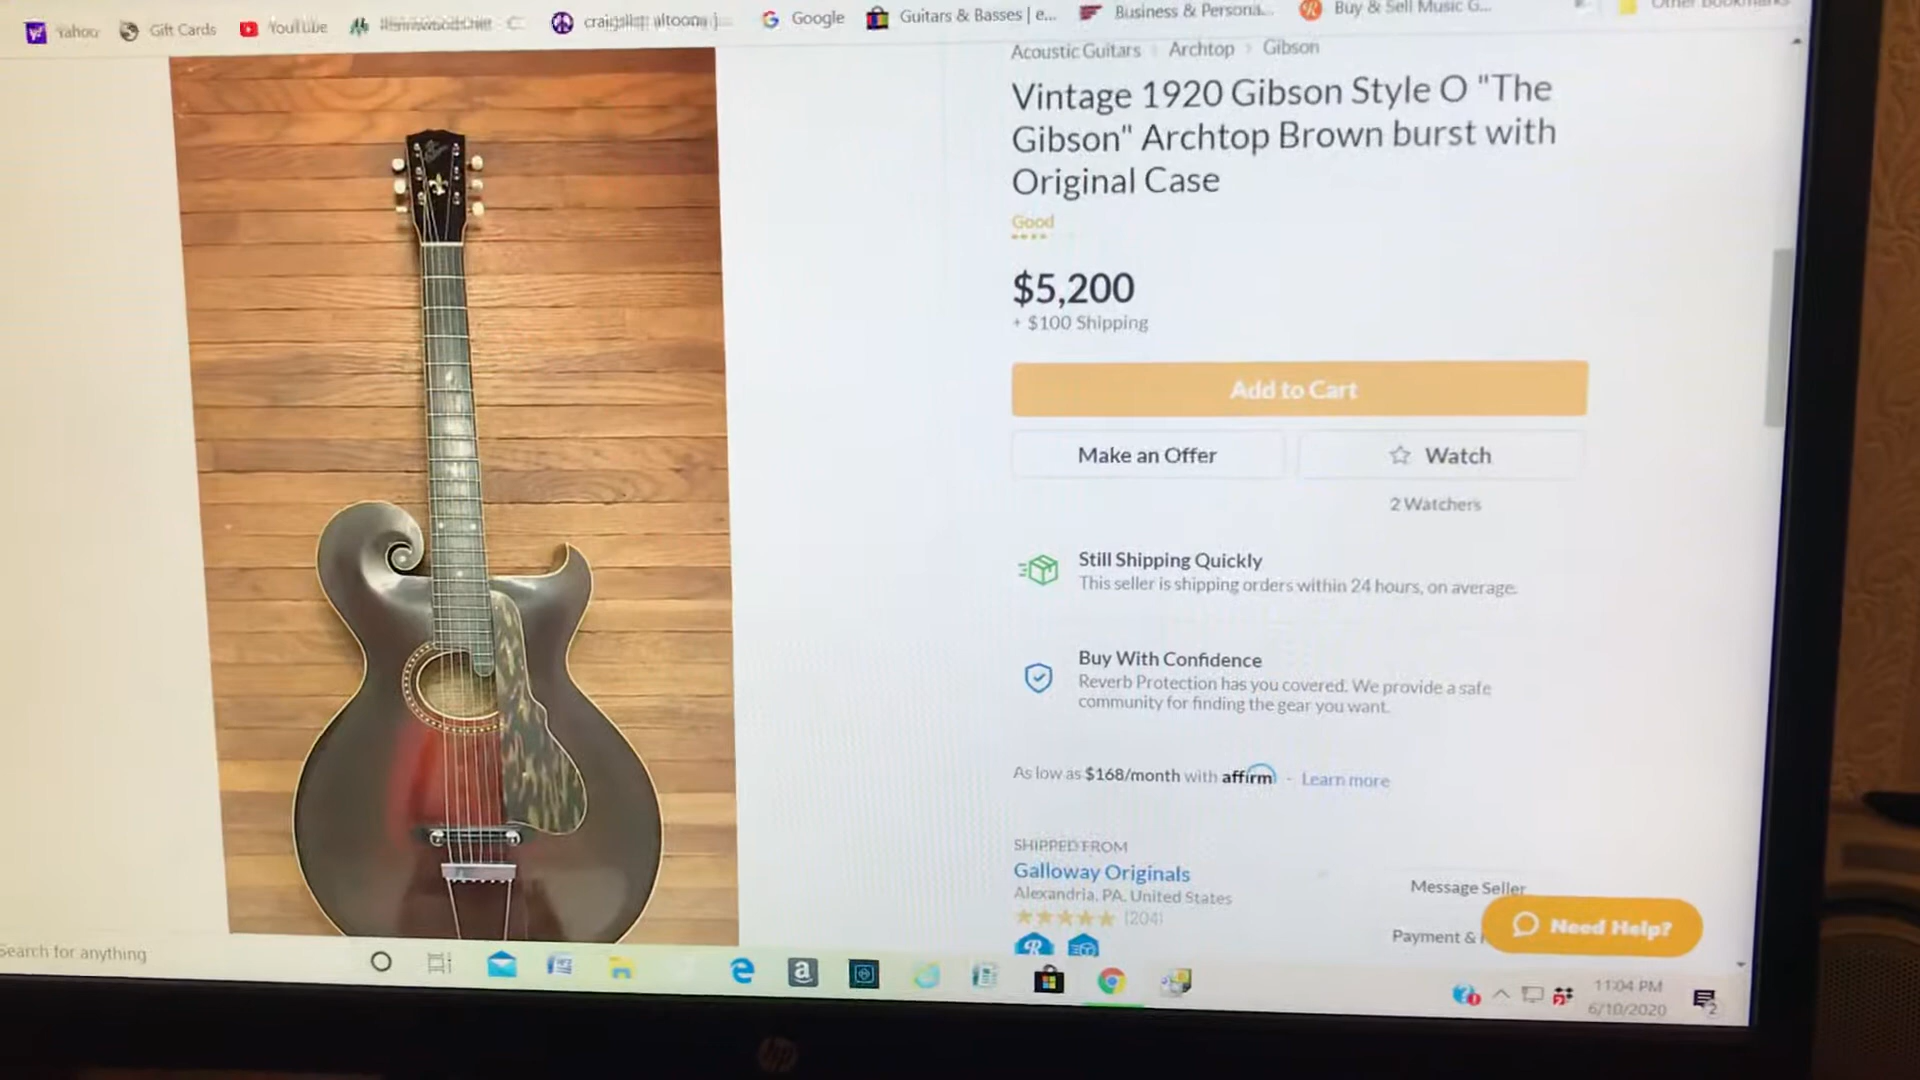 Yahoo Gift Cards YouTube craigslist: altoona j... Google Guitars & Basses | e... Business & Persona... Buy & Sell Music G... Other Bookmarks
Acoustic Guitars Archtop Gibson
Vintage 1920 Gibson Style O "The
Gibson" Archtop Brown burst with
Original Case
Good
$5,200
+ $100 Shipping
Add to Cart
Make an Offer
Watch
2 Watchers
Still Shipping Quickly
This seller is shipping orders within 24 hours, on average.
Buy With Confidence
Reverb Protection has you covered. We provide a safe
community for finding the gear you want.
As low as $168/month with affirm - Learn more
SHIPPED FROM
Galloway Originals
Alexandria, PA, United States
(204)
Message Seller
Payment &
Need Help?
Search for anything
11:04 PM
6/10/2020
2
hp